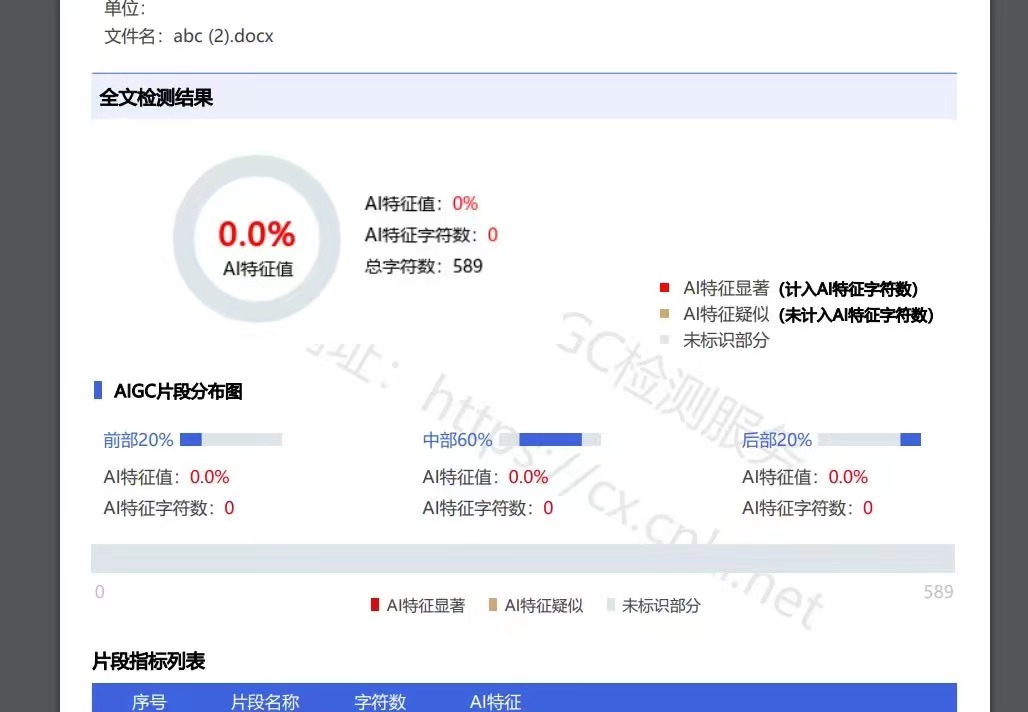 单位:
文件名：abc (2).docx
全文检测结果
0.0%
AI特征值
AI特征值：0%
AI特征字符数：0
总字符数：589
AI特征显著 (计入AI特征字符数)
AI特征疑似 (未计入AI特征字符数)
未标识部分
AIGC片段分布图
前部20%
AI特征值：0.0%
AI特征字符数：0
中部60%
AI特征值：0.0%
AI特征字符数：0
后部20%
AI特征值：0.0%
AI特征字符数：0
0
589
AI特征显著 AI特征疑似 未标识部分
片段指标列表
序号 片段名称 字符数 AI特征
GC检测服务
址：https://cx.cnki.net